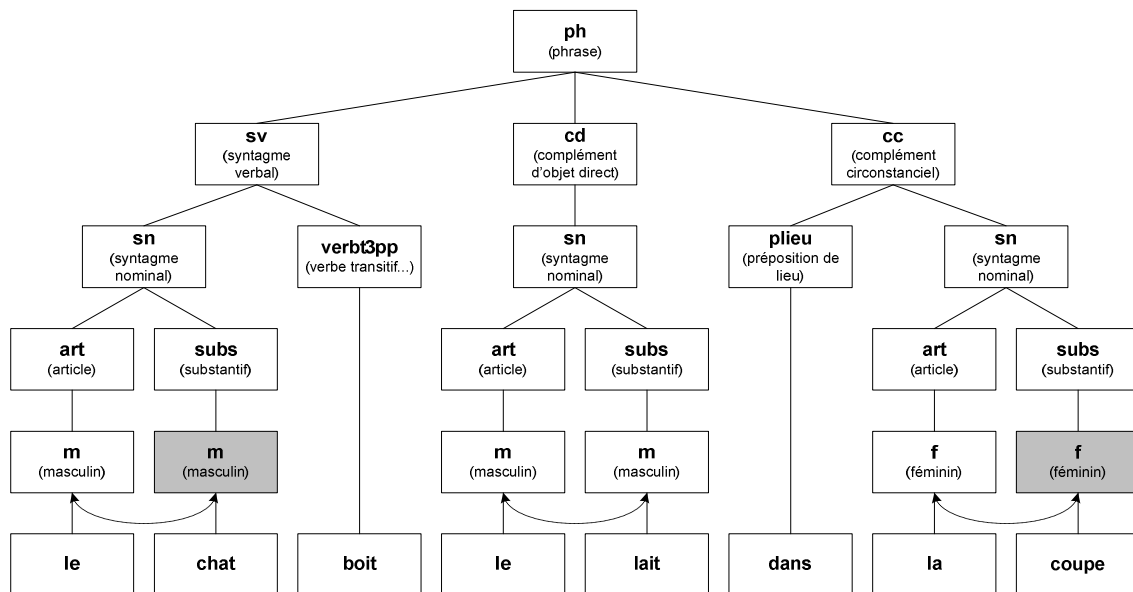 ph
(phrase)
sv
(syntagme
verbal)
cd
(complément
d'objet direct)
cc
(complément
circonstanciel)
sn
(syntagme
nominal)
verbt3pp
(verbe transitif...)
sn
(syntagme
nominal)
plieu
(préposition de
lieu)
sn
(syntagme
nominal)
art
(article)
subs
(substantif)
art
(article)
subs
(substantif)
art
(article)
subs
(substantif)
m
(masculin)
m
(masculin)
m
(masculin)
m
(masculin)
f
(féminin)
f
(féminin)
le
chat
boit
le
lait
dans
la
coupe